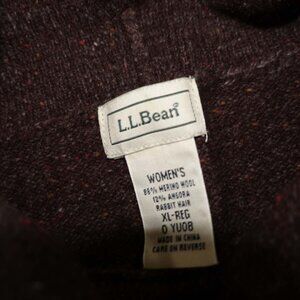 L.L.Bean®
WOMEN'S
88% MERINO WOOL
12% ANGORA
RABBIT HAIR
XL-REG
0 YU08
MADE IN CHINA
CARE ON REVERSE